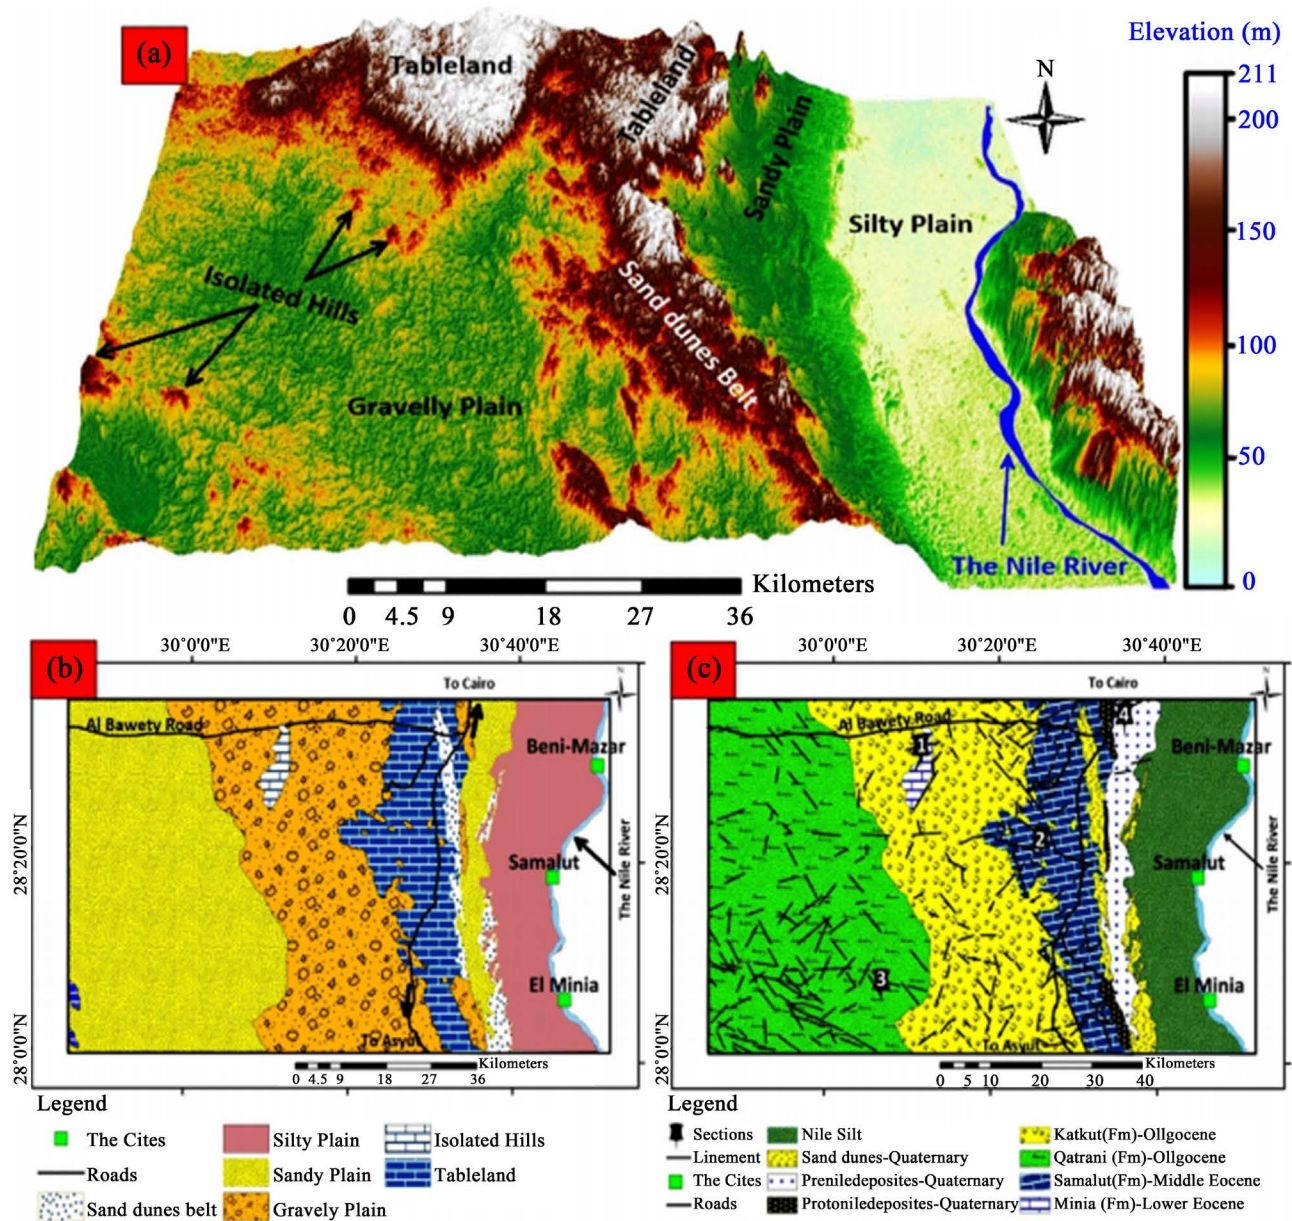 (a)
Elevation (m)
211
200
150
100
50
0
N
Tableland
Tableland
Sandy Plain
Silty Plain
Isolated Hills
Sand dunes Belt
Gravelly Plain
The Nile River
Kilometers
0 4.5 9 18 27 36
(b)
30°0'0"E 30°20'0"E 30°40'0"E
To Cairo
Al Bawety Road
Beni-Mazar
28°20'0"N
Samalut
The Nile River
El Minia
28°0'0"N
To Asyut
Kilometers
0 4.5 9 18 27 36
Legend
The Cites
Silty Plain
Isolated Hills
Roads
Sandy Plain
Tableland
Sand dunes belt
Gravely Plain
(c)
30°0'0"E 30°20'0"E 30°40'0"E
To Cairo
Al Bawety Road
4
1
Beni-Mazar
2
28°20'0"N
Samalut
The Nile River
3
El Minia
28°0'0"N
To Asyut
Kilometers
0 5 10 20 30 40
Legend
Sections
Nile Silt
Katkut(Fm)-Ollgocene
Linement
Sand dunes-Quaternary
Qatrani (Fm)-Ollgocene
The Cites
Preniledeposites-Quaternary
Samalut(Fm)-Middle Eocene
Roads
Protoniledeposites-Quaternary
Minia (Fm)-Lower Eocene